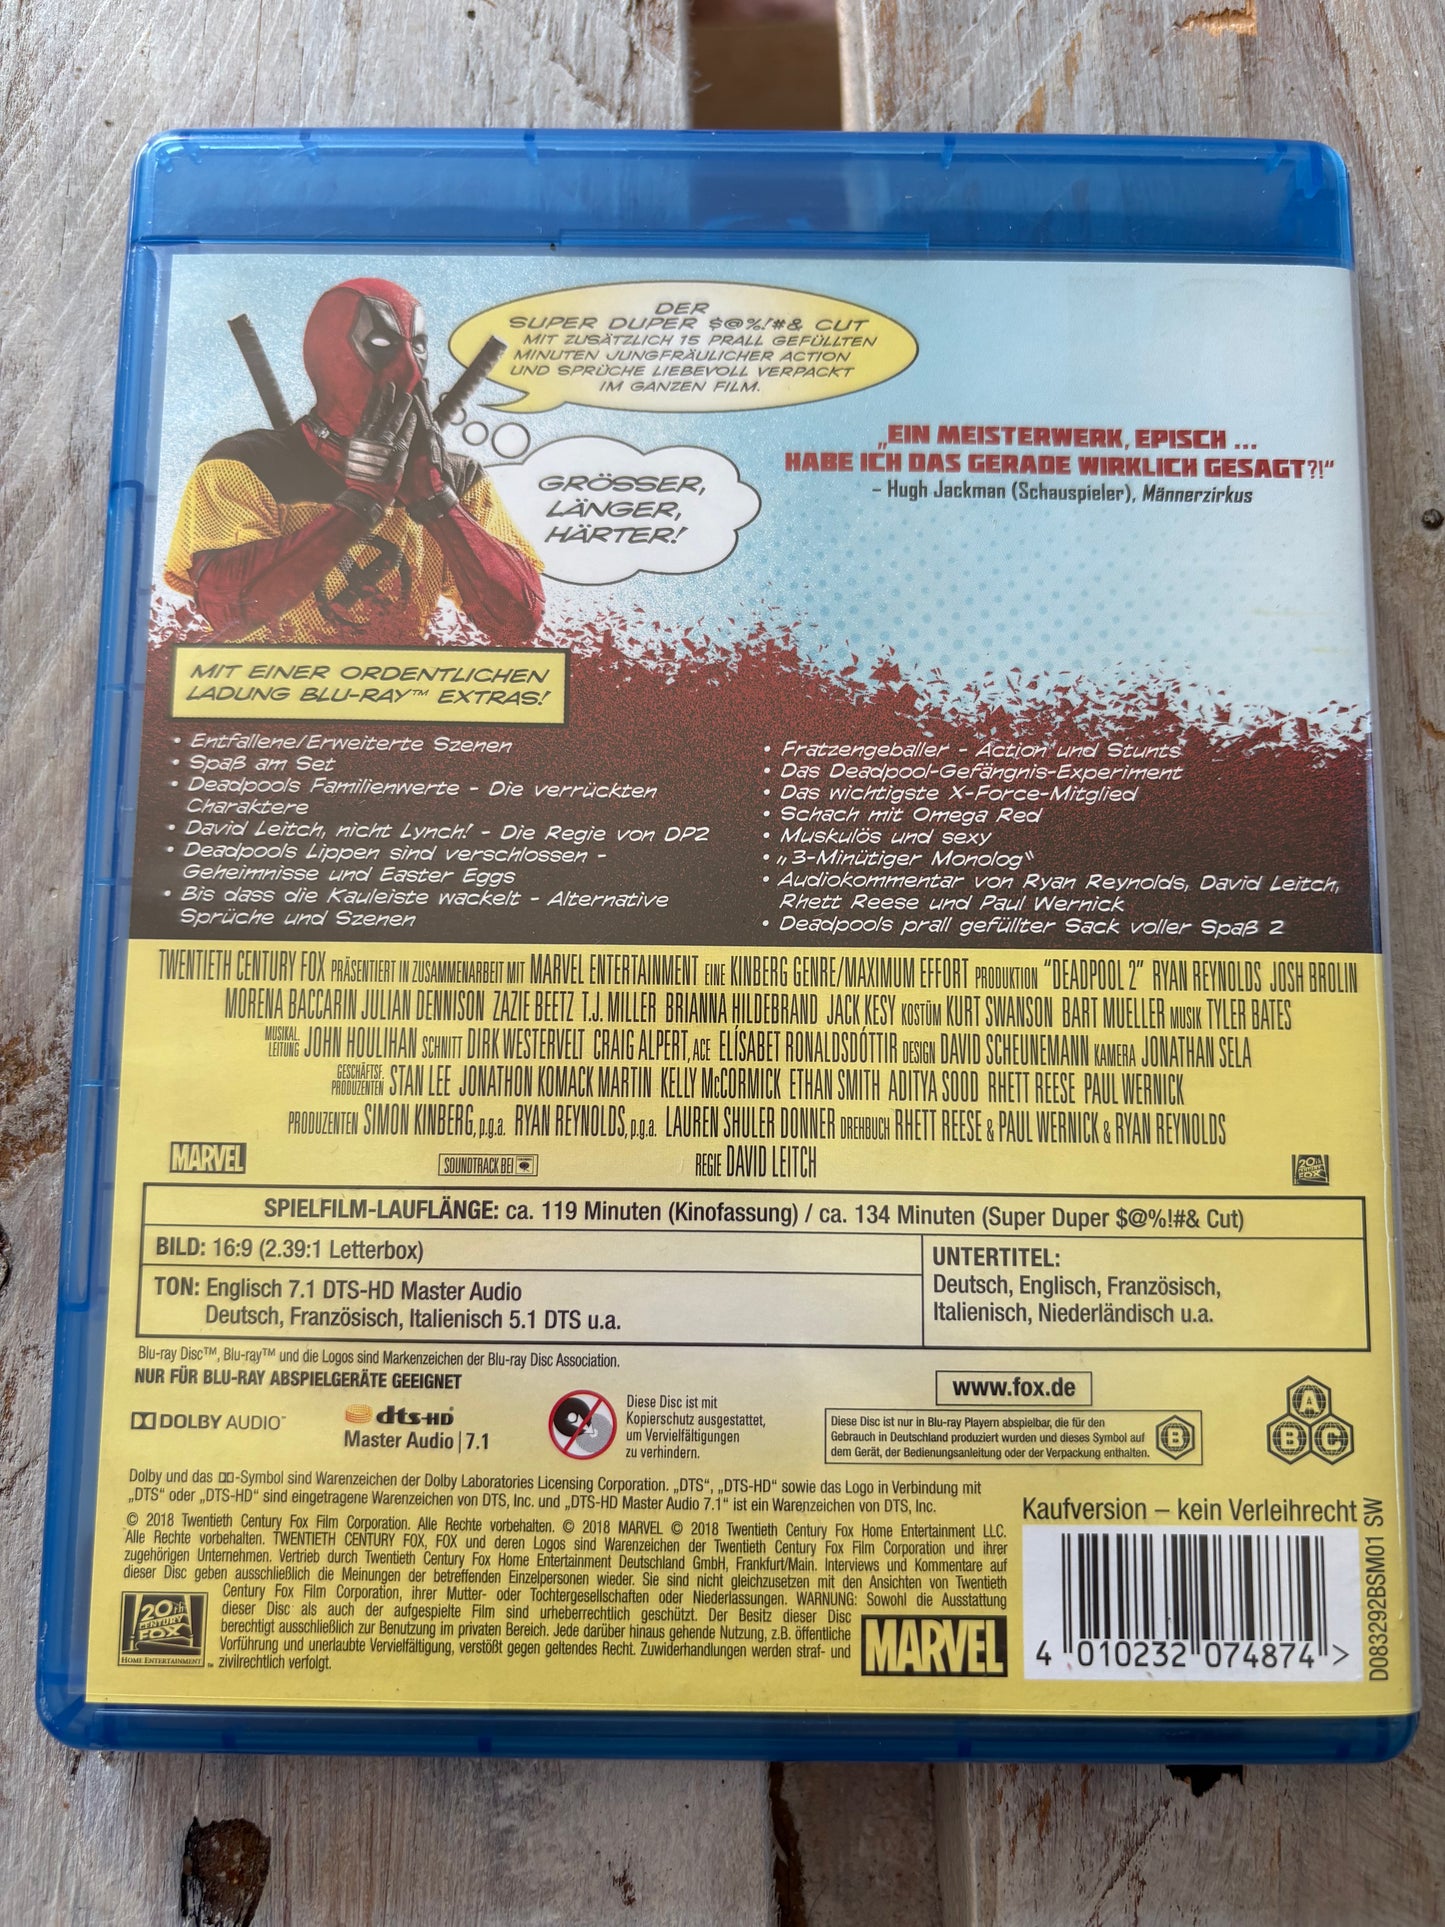 DER
SUPER DUPER $@%!#& CUT
MIT ZUSÄTZLICH 15 PRALL GEFÜLLTEN
MINUTEN JUNGFRÄULICHER ACTION
UND SPRÜCHE LIEBEVOLL VERPACKT
IM GANZEN FILM.
GRÖSSER,
LÄNGER,
HÄRTER!
„EIN MEISTERWERK, EPISCH ...
HABE ICH DAS GERADE WIRKLICH GESAGT?!“
– Hugh Jackman (Schauspieler), Männerzirkus
MIT EINER ORDENTLICHEN
LADUNG BLU-RAY™ EXTRAS!
• Entfallene/Erweiterte Szenen
• Spaß am Set
• Deadpools Familienwerte - Die verrückten
Charaktere
• David Leitch, nicht Lynch! - Die Regie von DP2
• Deadpools Lippen sind verschlossen -
Geheimnisse und Easter Eggs
• Bis dass die Kauleiste wackelt - Alternative
Sprüche und Szenen
• Fratzengeballer - Action und Stunts
• Das Deadpool-Gefängnis-Experiment
• Das wichtigste X-Force-Mitglied
• Schach mit Omega Red
• Muskulös und sexy
• „3-Minütiger Monolog“
• Audiokommentar von Ryan Reynolds, David Leitch,
Rhett Reese und Paul Wernick
• Deadpools prall gefüllter Sack voller Spaß 2
TWENTIETH CENTURY FOX PRÄSENTIERT IN ZUSAMMENARBEIT MIT MARVEL ENTERTAINMENT EINE KINBERG GENRE/MAXIMUM EFFORT PRODUKTION "DEADPOOL 2" RYAN REYNOLDS JOSH BROLIN
MORENA BACCARIN JULIAN DENNISON ZAZIE BEETZ T.J. MILLER BRIANNA HILDEBRAND JACK KESY KOSTÜM KURT SWANSON BART MUELLER MUSIK TYLER BATES
MUSIKAL. LEITUNG JOHN HOULIHAN SCHNITT DIRK WESTERVELT CRAIG ALPERT, ACE ELÍSABET RONALDSDÓTTIR DESIGN DAVID SCHEUNEMANN KAMERA JONATHAN SELA
GESCHÄFTSF. PRODUZENTEN STAN LEE JONATHON KOMACK MARTIN KELLY McCORMICK ETHAN SMITH ADITYA SOOD RHETT REESE PAUL WERNICK
PRODUZENTEN SIMON KINBERG, p.g.a. RYAN REYNOLDS, p.g.a. LAUREN SHULER DONNER DREHBUCH RHETT REESE & PAUL WERNICK & RYAN REYNOLDS
MARVEL SOUNDTRACK BEI REGIE DAVID LEITCH 20TH CENTURY FOX
SPIELFILM-LAUFLÄNGE: ca. 119 Minuten (Kinofassung) / ca. 134 Minuten (Super Duper $@%!#& Cut)
BILD: 16:9 (2.39:1 Letterbox)
TON: Englisch 7.1 DTS-HD Master Audio
Deutsch, Französisch, Italienisch 5.1 DTS u.a.
UNTERTITEL:
Deutsch, Englisch, Französisch,
Italienisch, Niederländisch u.a.
Blu-ray Disc™, Blu-ray™ und die Logos sind Markenzeichen der Blu-ray Disc Association.
NUR FÜR BLU-RAY ABSPIELGERÄTE GEEIGNET
DOLBY AUDIO™
dts-HD
Master Audio | 7.1
Diese Disc ist mit
Kopierschutz ausgestattet,
um Vervielfältigungen
zu verhindern.
www.fox.de
Diese Disc ist nur in Blu-ray Playern abspielbar, die für den
Gebrauch in Deutschland produziert wurden und dieses Symbol auf
dem Gerät, der Bedienungsanleitung oder der Verpackung enthalten.
B
A
B C
Dolby und das DD-Symbol sind Warenzeichen der Dolby Laboratories Licensing Corporation. „DTS“, „DTS-HD“ sowie das Logo in Verbindung mit
„DTS“ oder „DTS-HD“ sind eingetragene Warenzeichen von DTS, Inc. und „DTS-HD Master Audio 7.1“ ist ein Warenzeichen von DTS, Inc.
© 2018 Twentieth Century Fox Film Corporation. Alle Rechte vorbehalten. © 2018 MARVEL © 2018 Twentieth Century Fox Home Entertainment LLC.
Alle Rechte vorbehalten. TWENTIETH CENTURY FOX, FOX und deren Logos sind Warenzeichen der Twentieth Century Fox Film Corporation und ihrer
zugehörigen Unternehmen. Vertrieb durch Twentieth Century Fox Home Entertainment Deutschland GmbH, Frankfurt/Main. Interviews und Kommentare auf
dieser Disc geben ausschließlich die Meinungen der betreffenden Einzelpersonen wieder. Sie sind nicht gleichzusetzen mit den Ansichten von Twentieth
Century Fox Film Corporation, ihrer Mutter- oder Tochtergesellschaften oder Niederlassungen. WARNUNG: Sowohl die Ausstattung
dieser Disc als auch der aufgespielte Film sind urheberrechtlich geschützt. Der Besitz dieser Disc
berechtigt ausschließlich zur Benutzung im privaten Bereich. Jede darüber hinaus gehende Nutzung, z.B. öffentliche
Vorführung und unerlaubte Vervielfältigung, verstößt gegen geltendes Recht. Zuwiderhandlungen werden straf- und
zivilrechtlich verfolgt.
20th
CENTURY
FOX
HOME ENTERTAINMENT
MARVEL
Kaufversion – kein Verleihrecht
4 010232 074874 >
D083292BSM01 SW